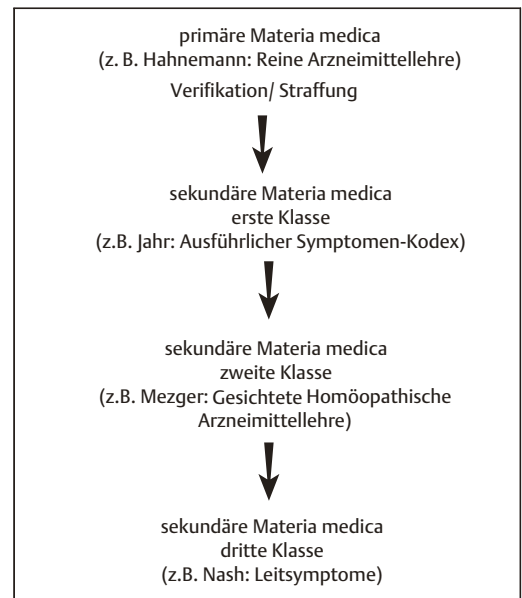 primäre Materia medica
(z. B. Hahnemann: Reine Arzneimittellehre)
Verifikation/ Straffung
sekundäre Materia medica
erste Klasse
(z.B. Jahr: Ausführlicher Symptomen-Kodex)
sekundäre Materia medica
zweite Klasse
(z.B. Mezger: Gesichtete Homöopathische
Arzneimittellehre)
sekundäre Materia medica
dritte Klasse
(z.B. Nash: Leitsymptome)